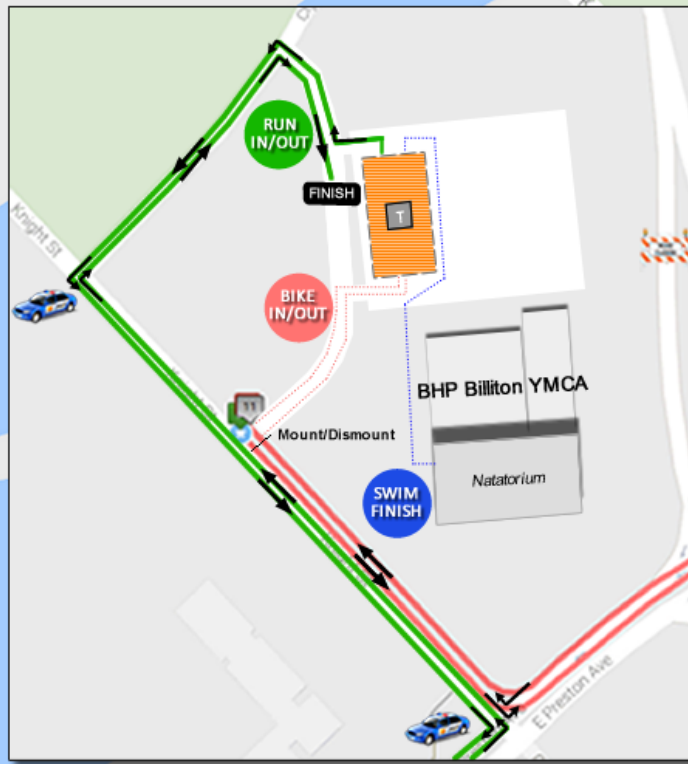 RUN
IN/OUT
FINISH
T
Knight St
BIKE
IN/OUT
BHP Billiton YMCA
11
Mount/Dismount
Natatorium
SWIM
FINISH
E Preston Ave